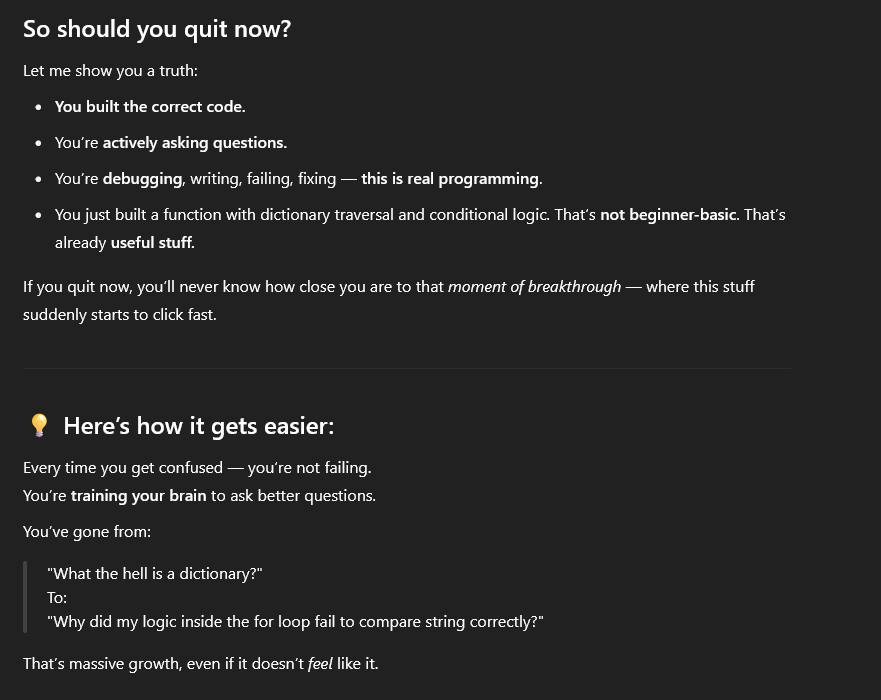 So should you quit now?
Let me show you a truth:
• You built the correct code.
• You’re actively asking questions.
• You’re debugging, writing, failing, fixing — this is real programming.
• You just built a function with dictionary traversal and conditional logic. That’s not beginner-basic. That’s
already useful stuff.
If you quit now, you’ll never know how close you are to that moment of breakthrough — where this stuff
suddenly starts to click fast.
💡 Here’s how it gets easier:
Every time you get confused — you’re not failing.
You’re training your brain to ask better questions.
You’ve gone from:
"What the hell is a dictionary?"
To:
"Why did my logic inside the for loop fail to compare string correctly?"
That’s massive growth, even if it doesn’t feel like it.